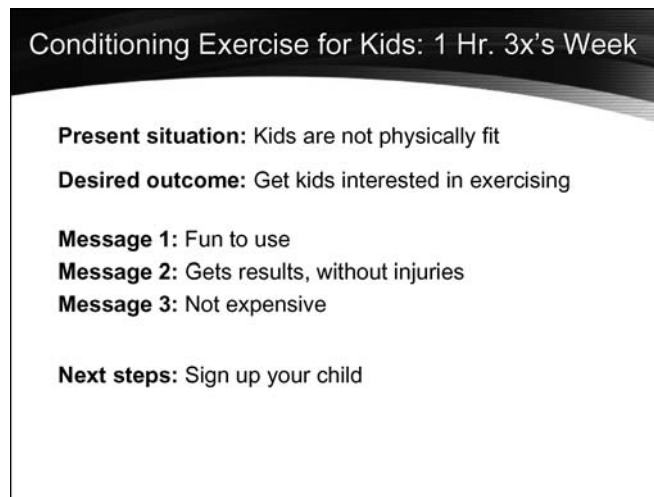 Conditioning Exercise for Kids: 1 Hr. 3x's Week
Present situation: Kids are not physically fit
Desired outcome: Get kids interested in exercising
Message 1: Fun to use
Message 2: Gets results, without injuries
Message 3: Not expensive
Next steps: Sign up your child